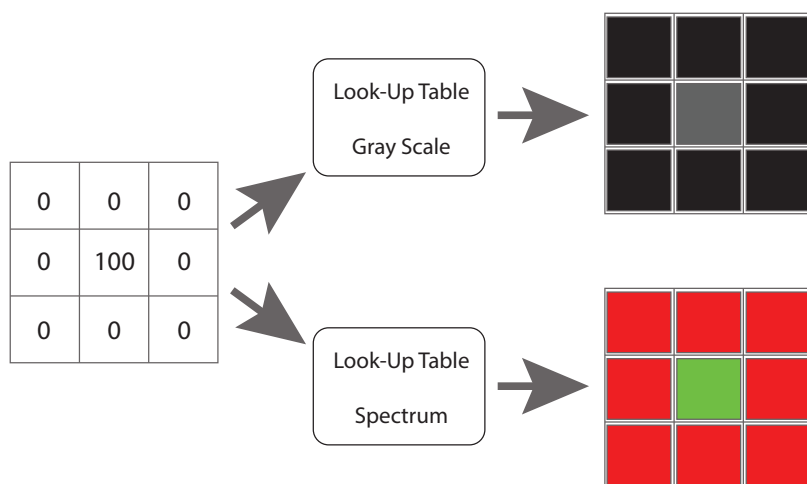 0 0 0
0 100 0
0 0 0
Look-Up Table
Gray Scale
Look-Up Table
Spectrum